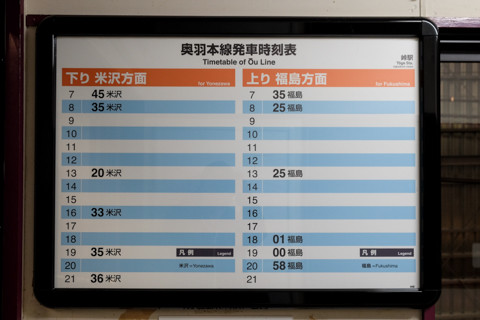 奥羽本線発車時刻表
Timetable of Ōu Line
峠駅
Tōge Sta.
下り 米沢方面 for Yonezawa
7 45 米沢
8 35 米沢
9
10
11
12
13 20 米沢
14
15
16 33 米沢
17
18
19 35 米沢 凡例 Legend
20 米沢=Yonezawa
21 36 米沢
上り 福島方面 for Fukushima
7 35 福島
8 25 福島
9
10
11
12
13 25 福島
14
15
16
17
18 01 福島
19 00 福島 凡例 Legend
20 58 福島 福島=Fukushima
21